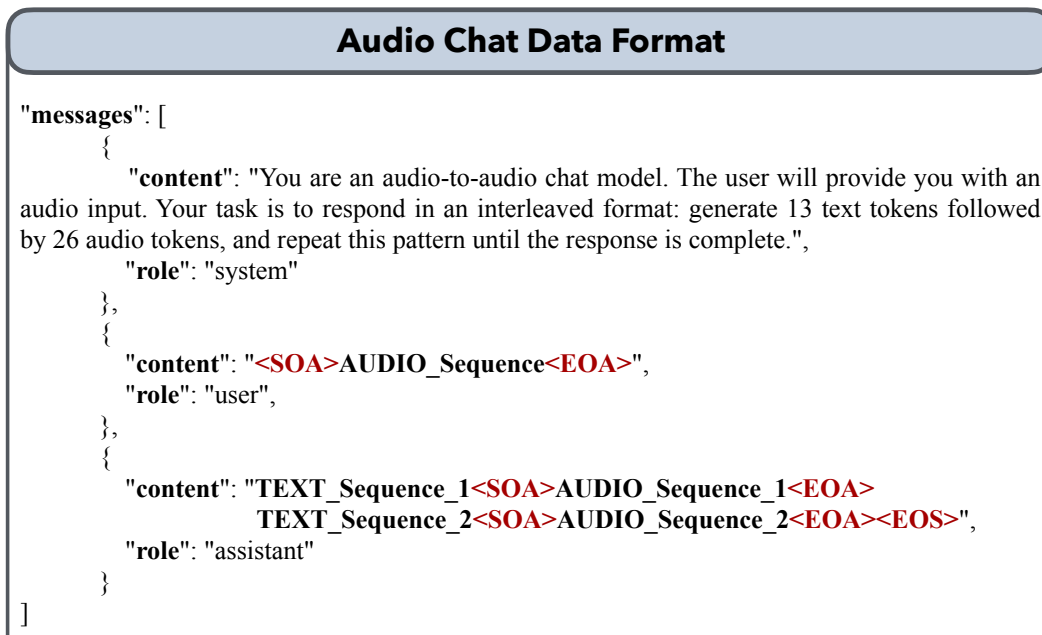 Audio Chat Data Format
"messages": [
{
"content": "You are an audio-to-audio chat model. The user will provide you with an
audio input. Your task is to respond in an interleaved format: generate 13 text tokens followed
by 26 audio tokens, and repeat this pattern until the response is complete.",
"role": "system"
},
{
"content": "<SOA>AUDIO_Sequence<EOA>",
"role": "user",
},
{
"content": "TEXT_Sequence_1<SOA>AUDIO_Sequence_1<EOA>
TEXT_Sequence_2<SOA>AUDIO_Sequence_2<EOA><EOS>",
"role": "assistant"
}
]